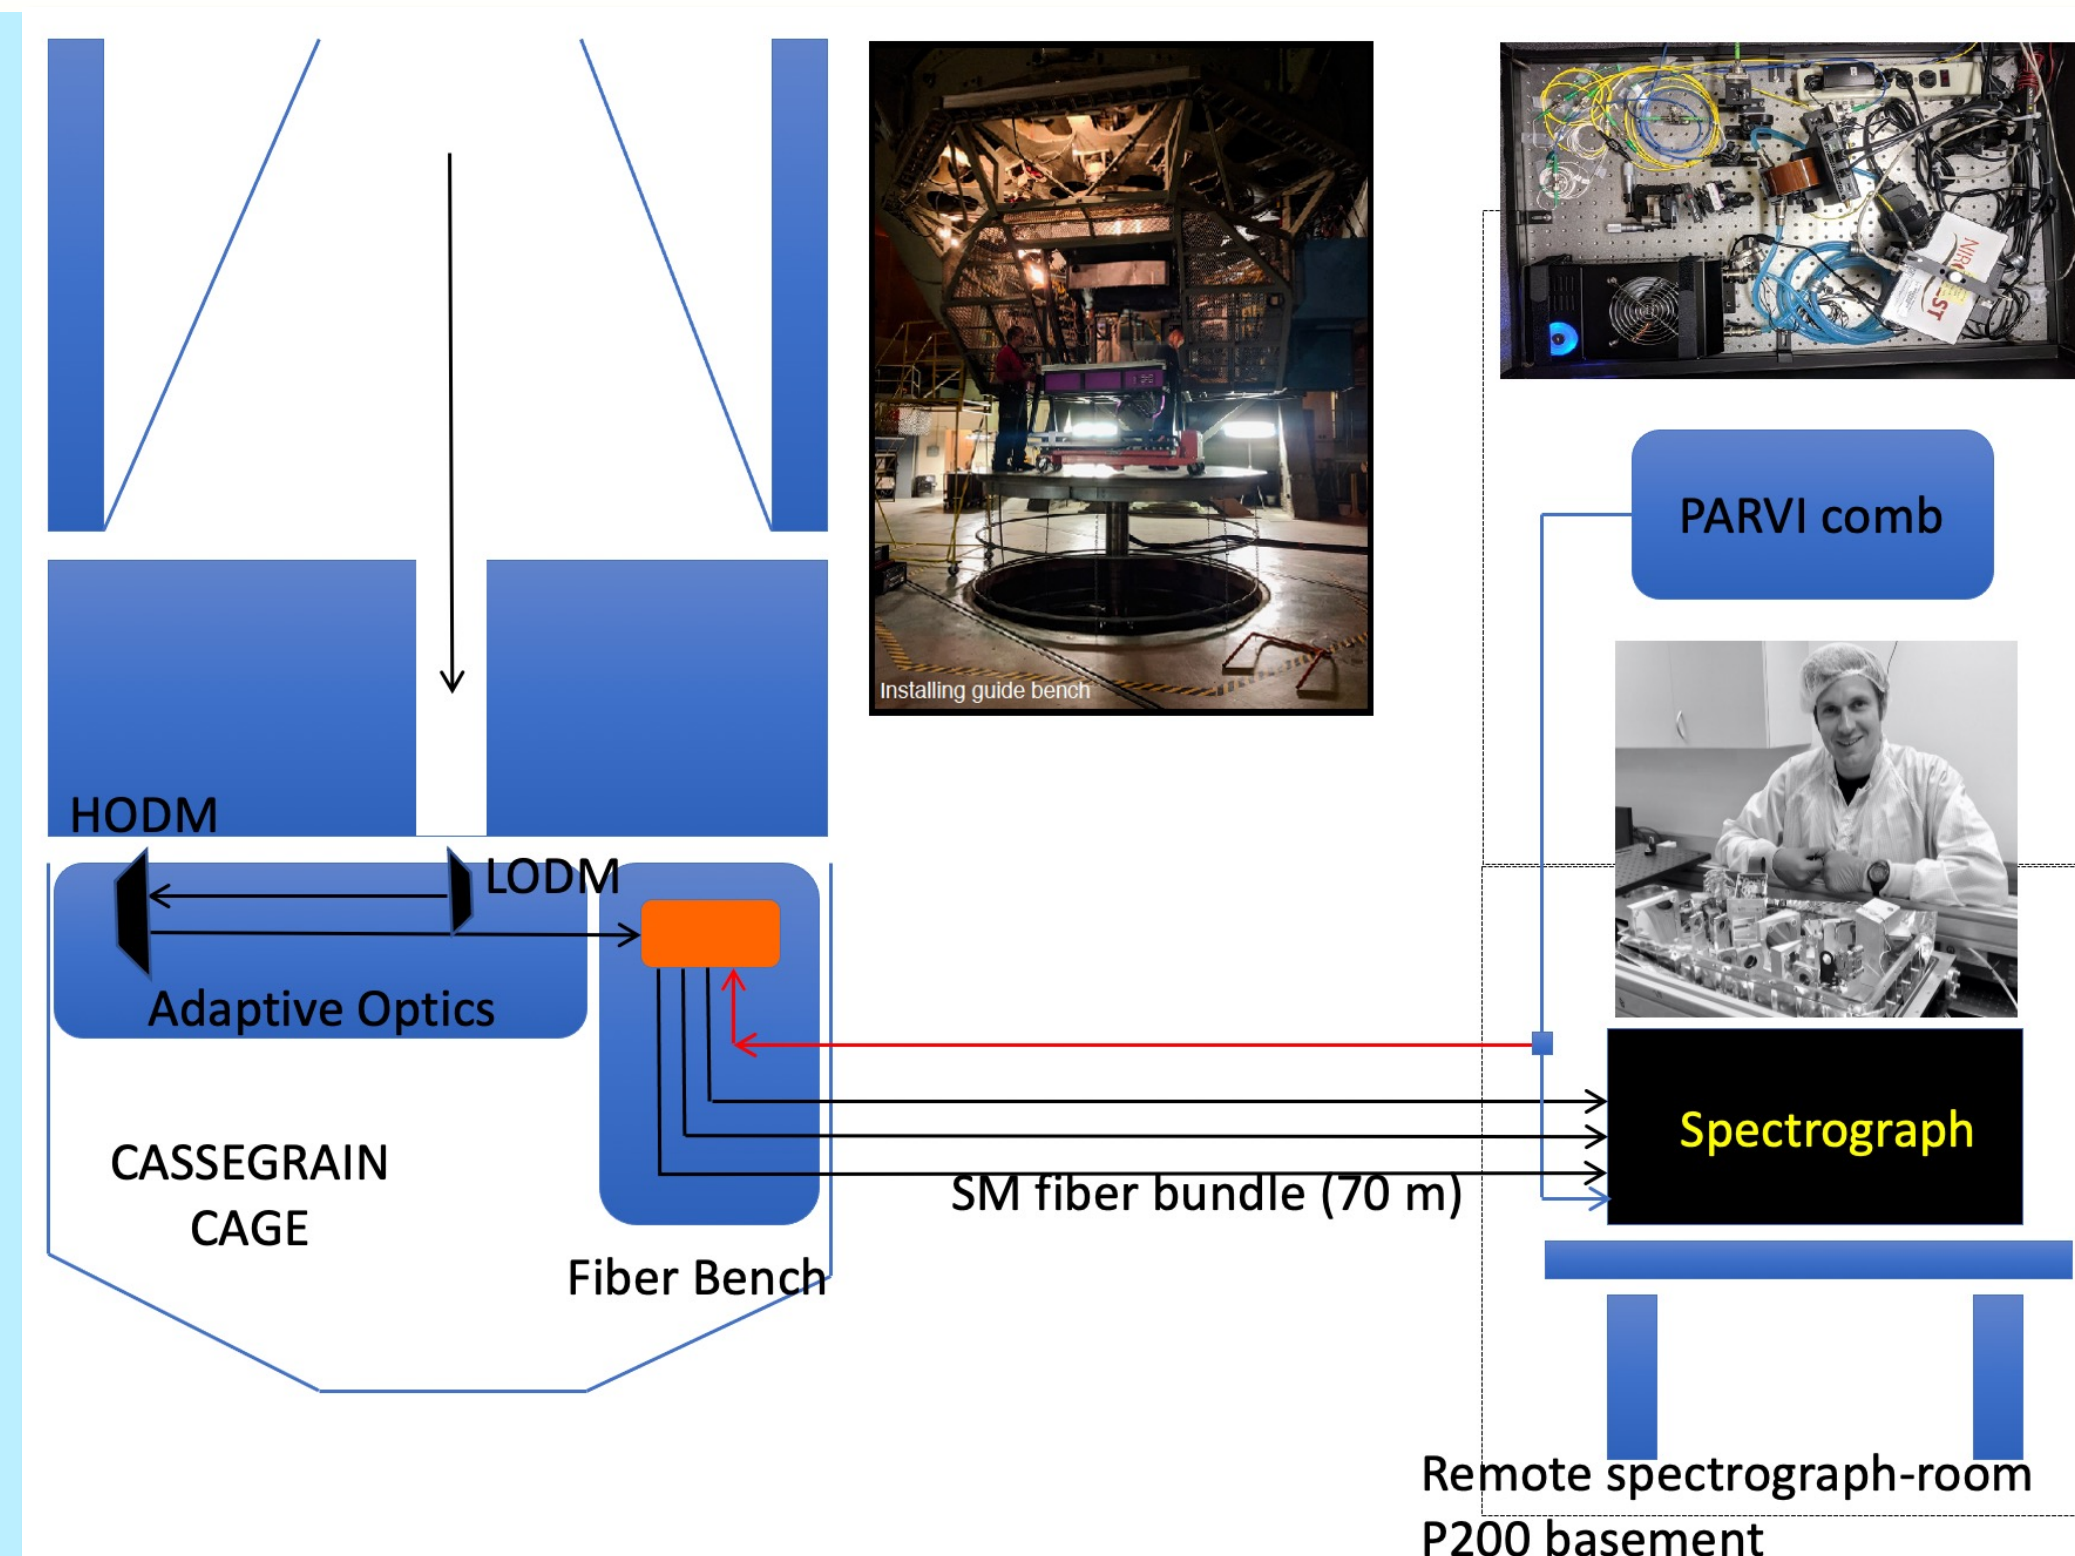 Installing guide bench
PARVI comb
HODM
LODM
Adaptive Optics
CASSEGRAIN
CAGE
Fiber Bench
SM fiber bundle (70 m)
Spectrograph
Remote spectrograph-room
P200 basement